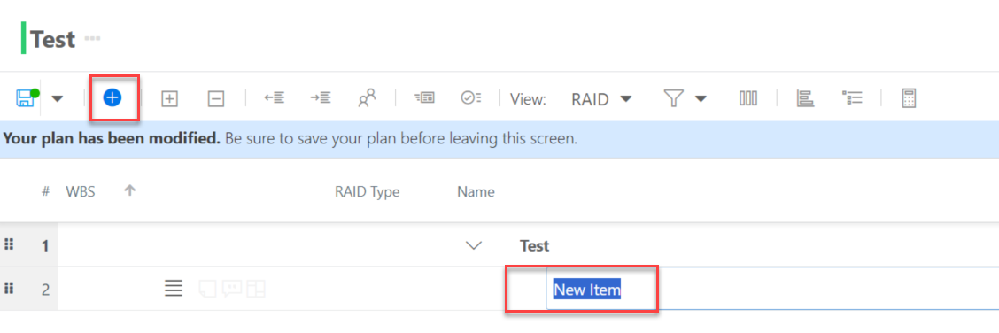 Test
View: RAID
Your plan has been modified. Be sure to save your plan before leaving this screen.
# WBS RAID Type Name
1 Test
2 New Item